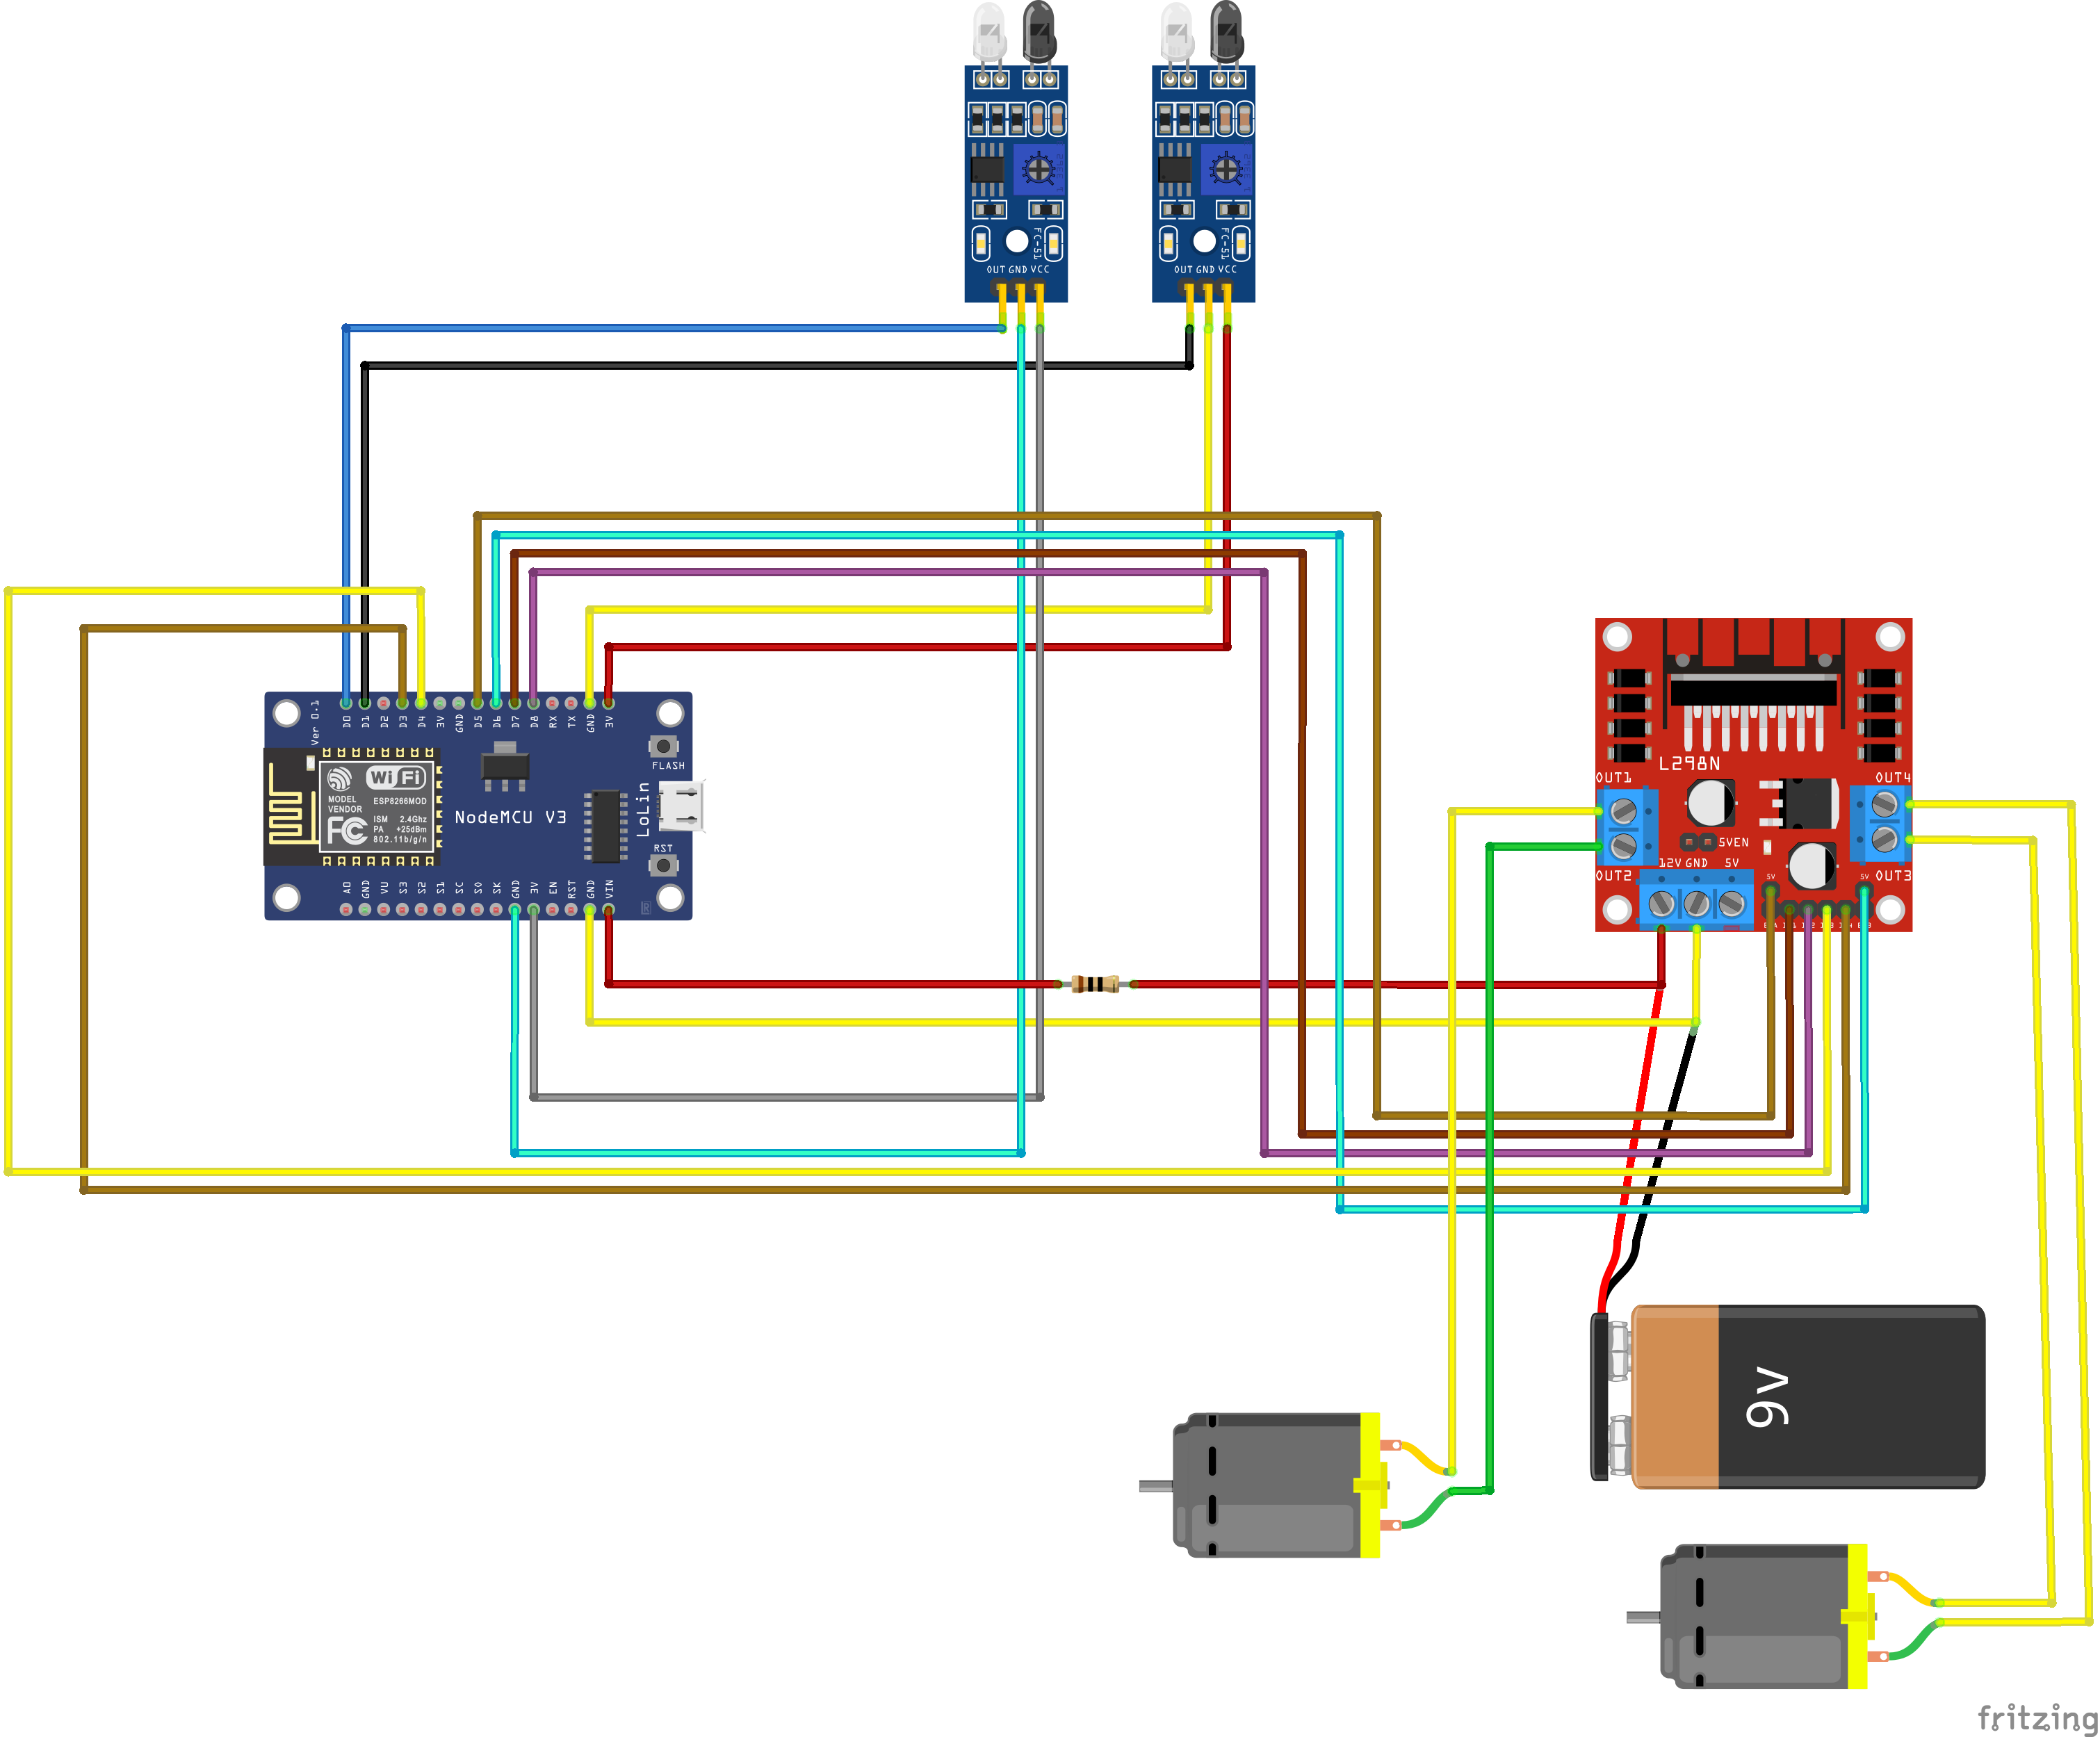 FC-51
OUT GND VCC
FC-51
OUT GND VCC
Ver 0.1
D0 D1 D2 D3 D4 3V GND D5 D6 D7 D8 RX TX GND 3V
FLASH
WiFi
MODEL
VENDOR
ESP8266MOD
ISM 2.4Ghz
PA +25dBm
802.11b/g/n
FC
NodeMCU V3
LoLin
RST
A0 GND VU S3 S2 S1 SC S0 SK GND 3V EN RST GND VIN
L298N
OUT1
OUT4
5VEN
12V GND 5V
OUT2
OUT3
5V
5V
9v
fritzing